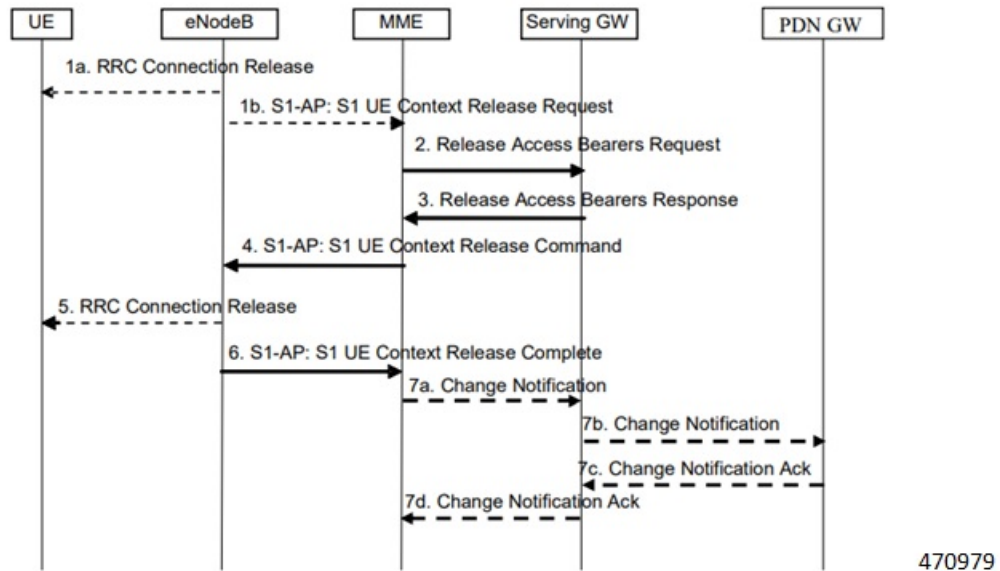 UE
eNodeB
MME
Serving GW
PDN GW
1a. RRC Connection Release
1b. S1-AP: S1 UE Context Release Request
2. Release Access Bearers Request
3. Release Access Bearers Response
4. S1-AP: S1 UE Context Release Command
5. RRC Connection Release
6. S1-AP: S1 UE Context Release Complete
7a. Change Notification
7b. Change Notification
7c. Change Notification Ack
7d. Change Notification Ack
470979